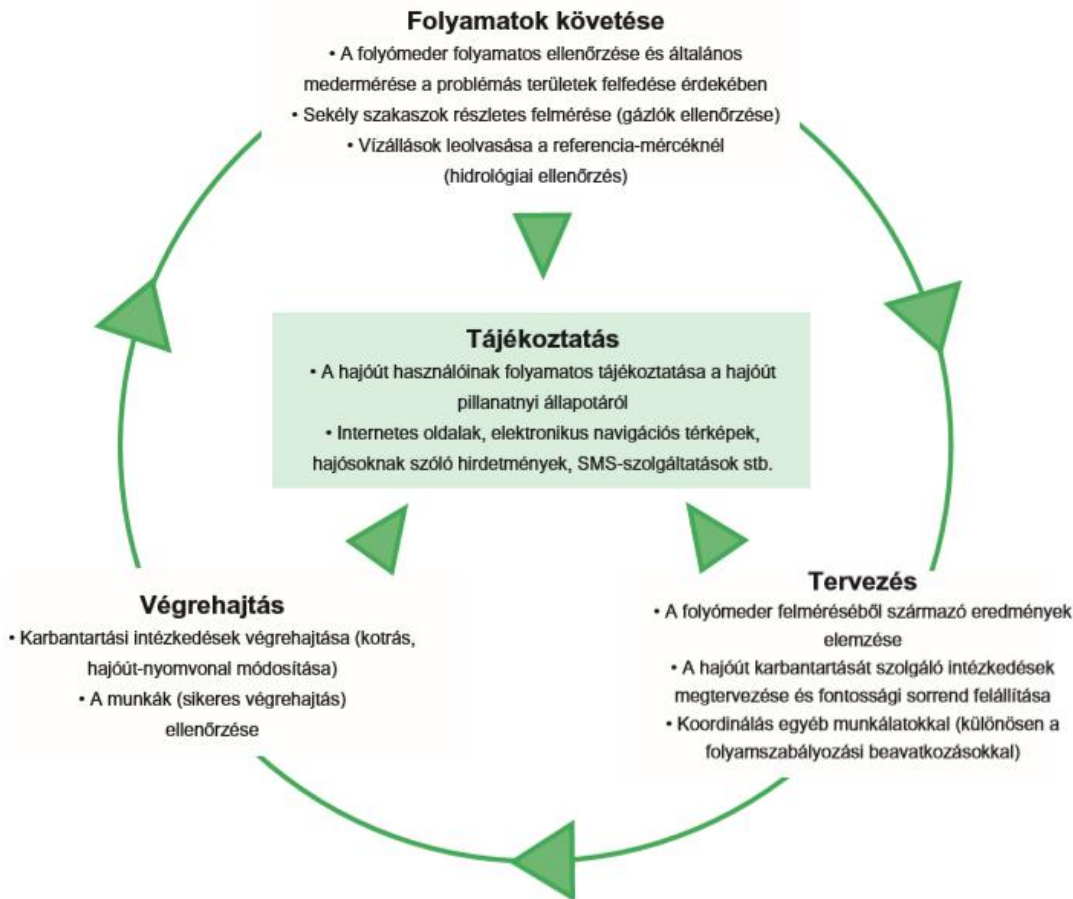 Folyamatok követése
• A folyómeder folyamatos ellenőrzése és általános
medermérése a problémás területek felfedése érdekében
• Sekély szakaszok részletes felmérése (gázlók ellenőrzése)
• Vízállások leolvasása a referencia-mércéknél
(hidrológiai ellenőrzés)
Tájékoztatás
• A hajóút használóinak folyamatos tájékoztatása a hajóút
pillanatnyi állapotáról
• Internetes oldalak, elektronikus navigációs térképek,
hajósoknak szóló hirdetmények, SMS-szolgáltatások stb.
Tervezés
• A folyómeder felméréséből származó eredmények
elemzése
• A hajóút karbantartását szolgáló intézkedések
megtervezése és fontossági sorrend felállítása
• Koordinálás egyéb munkálatokkal (különösen a
folyamszabályozási beavatkozásokkal)
Végrehajtás
• Karbantartási intézkedések végrehajtása (kotrás,
hajóút-nyomvonal módosítása)
• A munkák (sikeres végrehajtás)
ellenőrzése